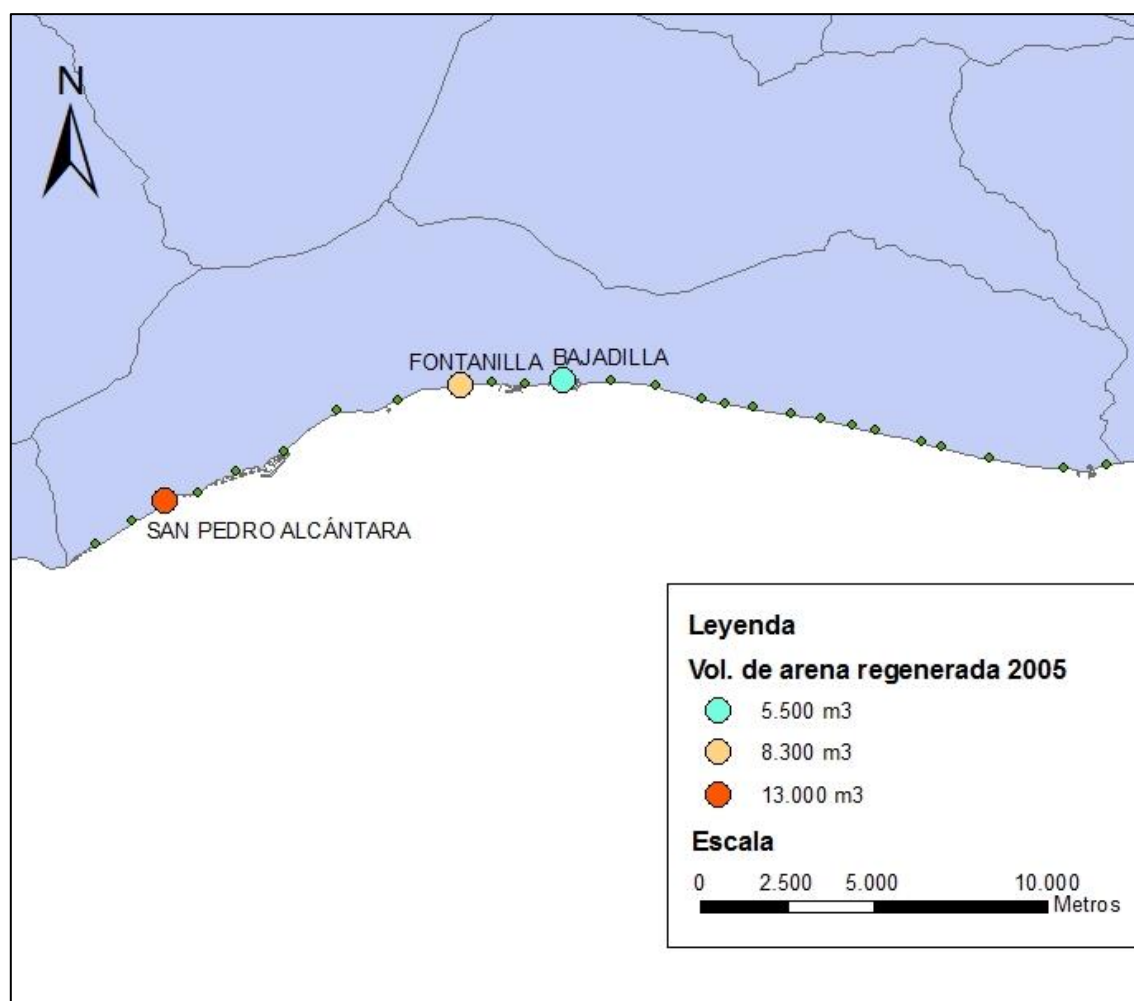 N
FONTANILLA
BAJADILLA
SAN PEDRO ALCÁNTARA
Leyenda
Vol. de arena regenerada 2005
5.500 m3
8.300 m3
13.000 m3
Escala
0 2.500 5.000 10.000
Metros